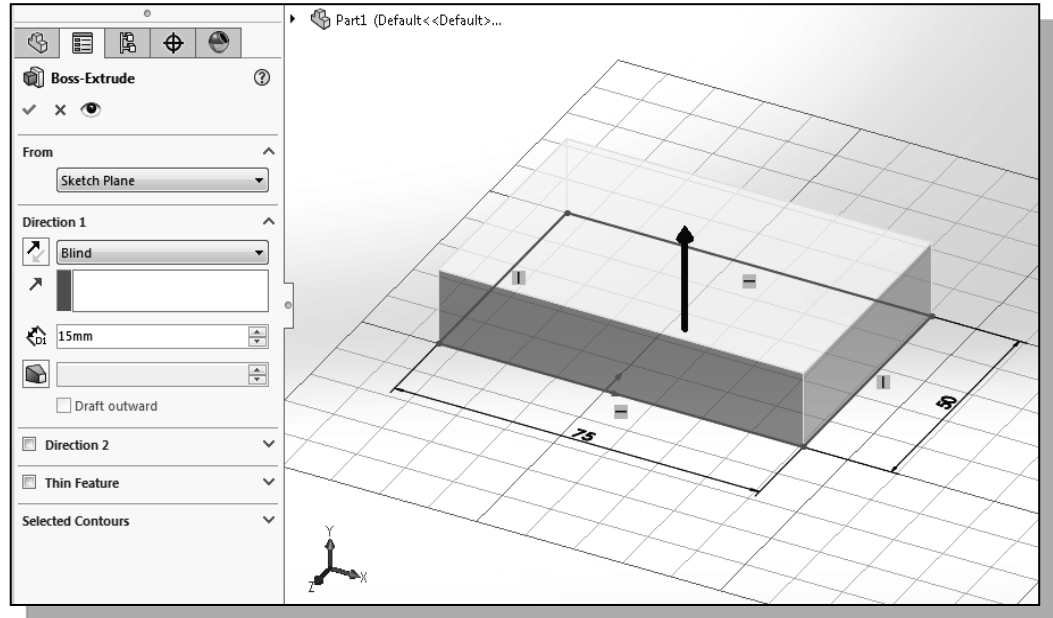 Part1 (Default<<Default>...
Boss-Extrude
From
Sketch Plane
Direction 1
Blind
D1
15mm
Draft outward
Direction 2
Thin Feature
Selected Contours
75
50
Y
X
Z